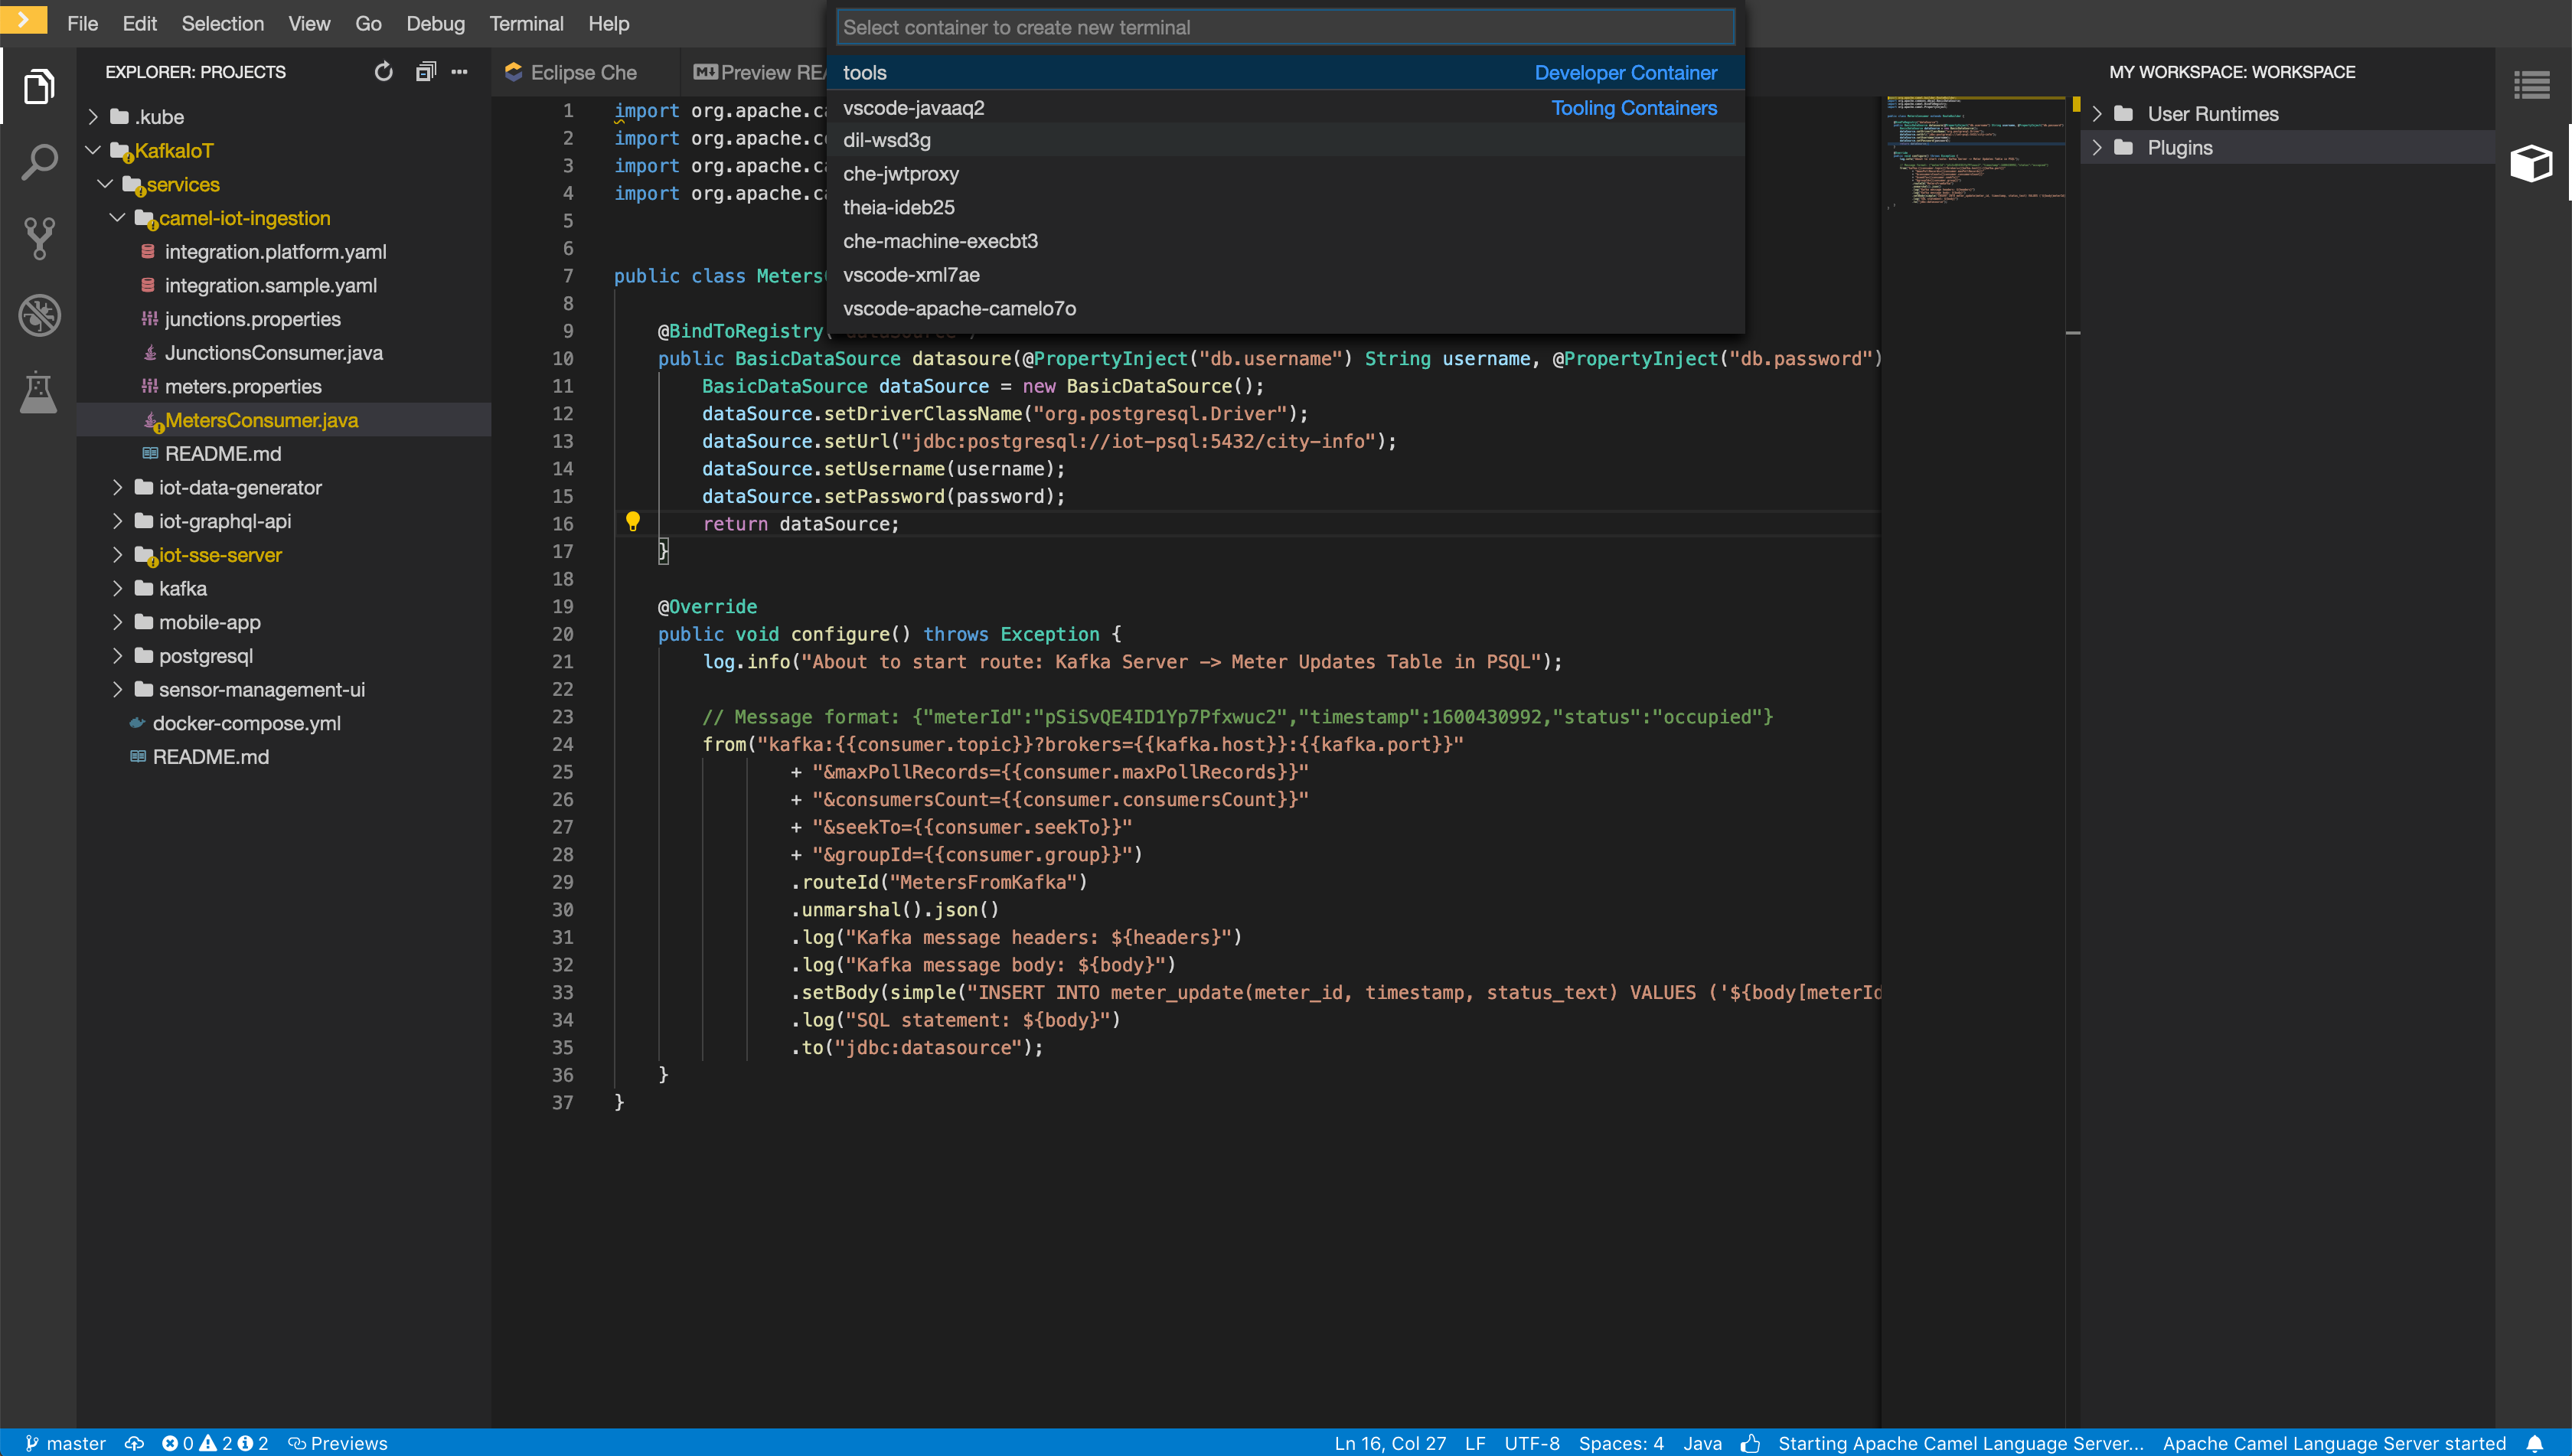 File Edit Selection View Go Debug Terminal Help
Select container to create new terminal
tools Developer Container
vscode-javaaq2 Tooling Containers
dil-wsd3g
che-jwtproxy
theia-ideb25
che-machine-execbt3
vscode-xml7ae
vscode-apache-camelo7o
EXPLORER: PROJECTS
.kube
KafkaIoT
services
camel-iot-ingestion
integration.platform.yaml
integration.sample.yaml
junctions.properties
JunctionsConsumer.java
meters.properties
MetersConsumer.java
README.md
iot-data-generator
iot-graphql-api
iot-sse-server
kafka
mobile-app
postgresql
sensor-management-ui
docker-compose.yml
README.md
Eclipse Che Preview REA
1 import org.apache.ca
2 import org.apache.co
3 import org.apache.ca
4 import org.apache.ca
5
6
7 public class Meters
8
9 @BindToRegistry("dataSource")
10 public BasicDataSource datasoure(@PropertyInject("db.username") String username, @PropertyInject("db.password")
11 BasicDataSource dataSource = new BasicDataSource();
12 dataSource.setDriverClassName("org.postgresql.Driver");
13 dataSource.setUrl("jdbc:postgresql://iot-psql:5432/city-info");
14 dataSource.setUsername(username);
15 dataSource.setPassword(password);
16 return dataSource;
17 }
18
19 @Override
20 public void configure() throws Exception {
21 log.info("About to start route: Kafka Server -> Meter Updates Table in PSQL");
22
23 // Message format: {"meterId":"pSiSvQE4ID1Yp7Pfxwuc2","timestamp":1600430992,"status":"occupied"}
24 from("kafka:{{consumer.topic}}?brokers={{kafka.host}}:{{kafka.port}}"
25 + "&maxPollRecords={{consumer.maxPollRecords}}"
26 + "&consumersCount={{consumer.consumersCount}}"
27 + "&seekTo={{consumer.seekTo}}"
28 + "&groupId={{consumer.group}}")
29 .routeId("MetersFromKafka")
30 .unmarshal().json()
31 .log("Kafka message headers: ${headers}")
32 .log("Kafka message body: ${body}")
33 .setBody(simple("INSERT INTO meter_update(meter_id, timestamp, status_text) VALUES ('${body[meterId
34 .log("SQL statement: ${body}")
35 .to("jdbc:datasource");
36 }
37 }
MY WORKSPACE: WORKSPACE
User Runtimes
Plugins
master 0 2 2 Previews Ln 16, Col 27 LF UTF-8 Spaces: 4 Java Starting Apache Camel Language Server... Apache Camel Language Server started